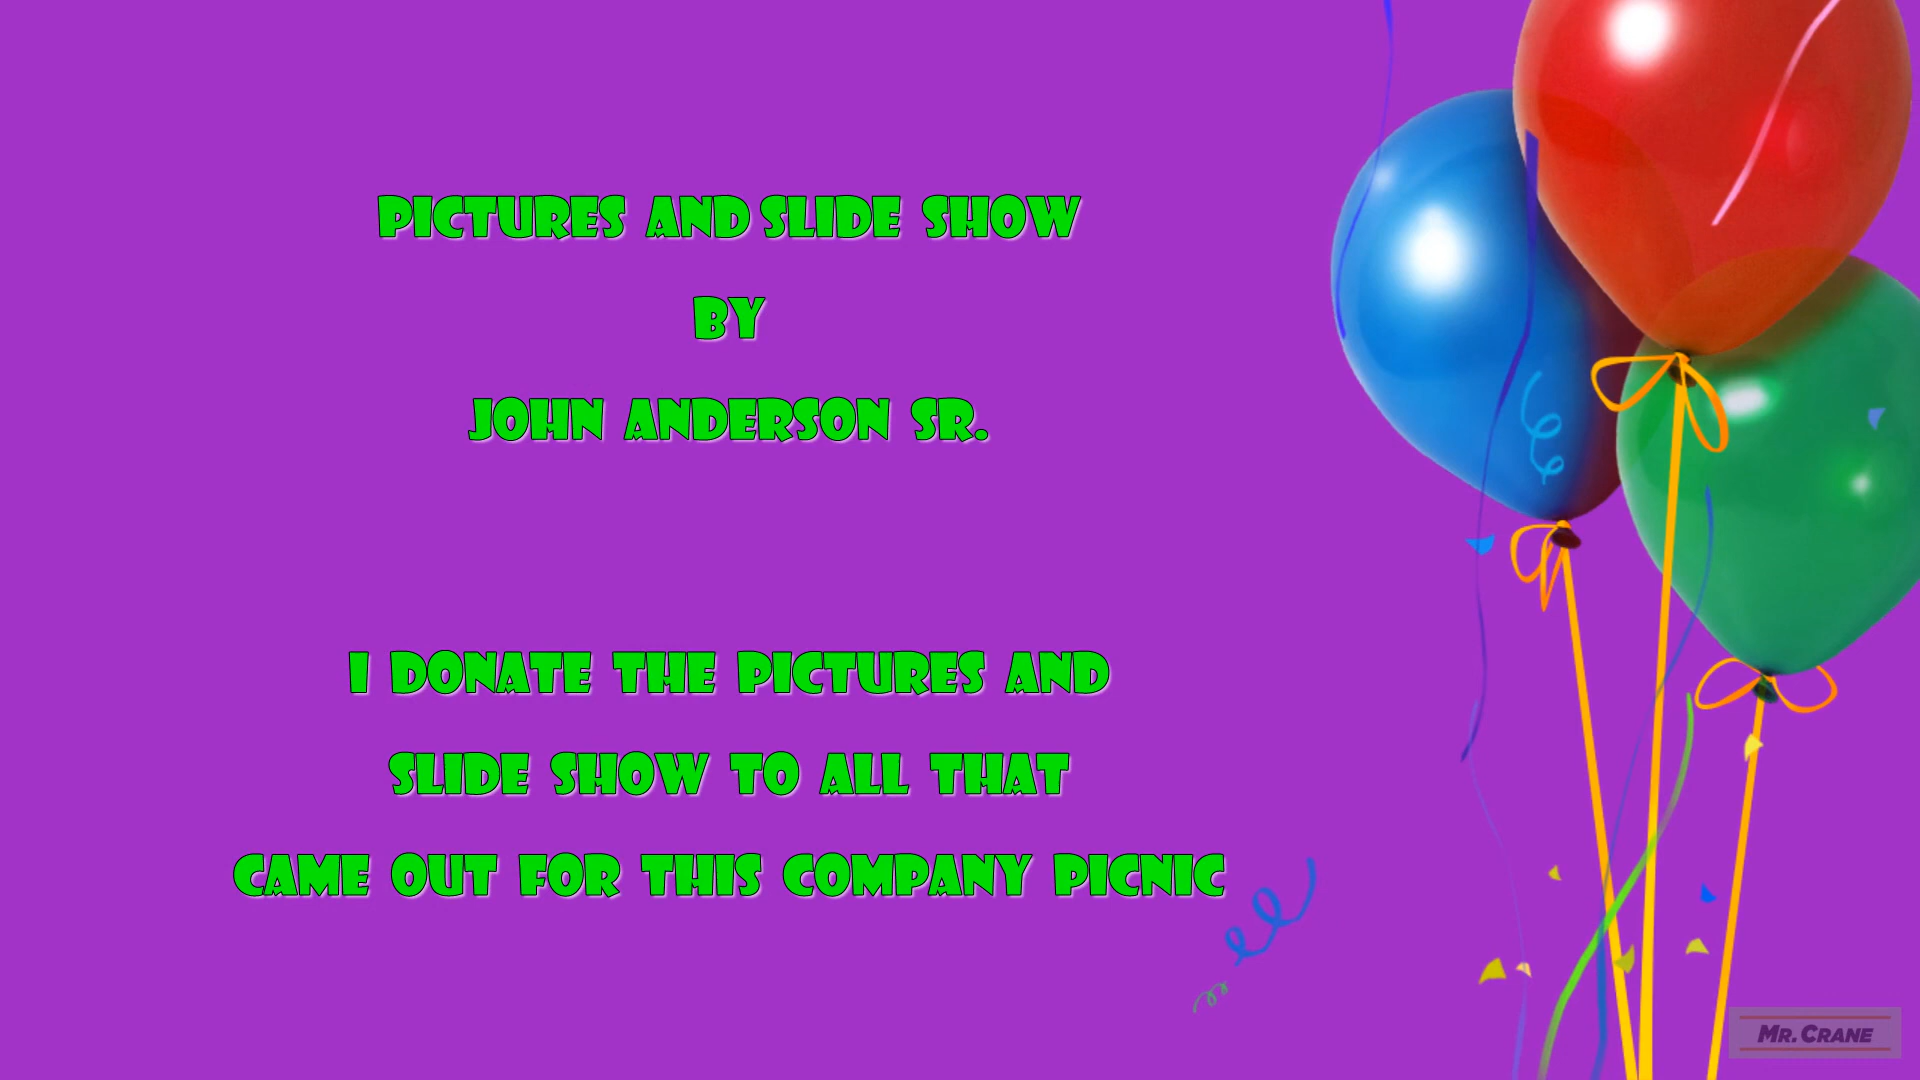 PICTURES AND SLIDE SHOW
BY
JOHN ANDERSON SR.
I DONATE THE PICTURES AND
SLIDE SHOW TO ALL THAT
CAME OUT FOR THIS COMPANY PICNIC
MR. CRANE